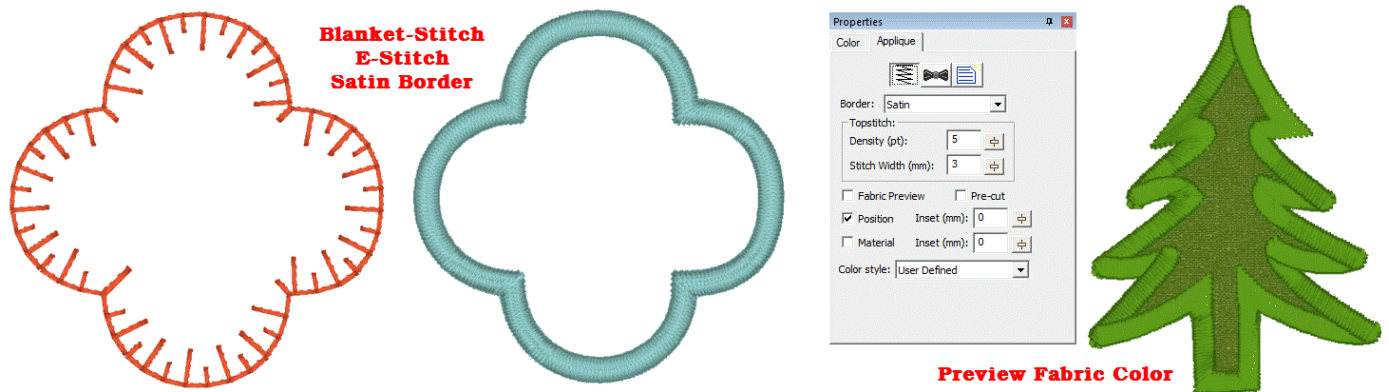 Blanket-Stitch
E-Stitch
Satin Border
Properties
Color Applique
Border: Satin
Topstitch:
Density (pt): 5
Stitch Width (mm): 3
Fabric Preview Pre-cut
Position Inset (mm): 0
Material Inset (mm): 0
Color style: User Defined
Preview Fabric Color